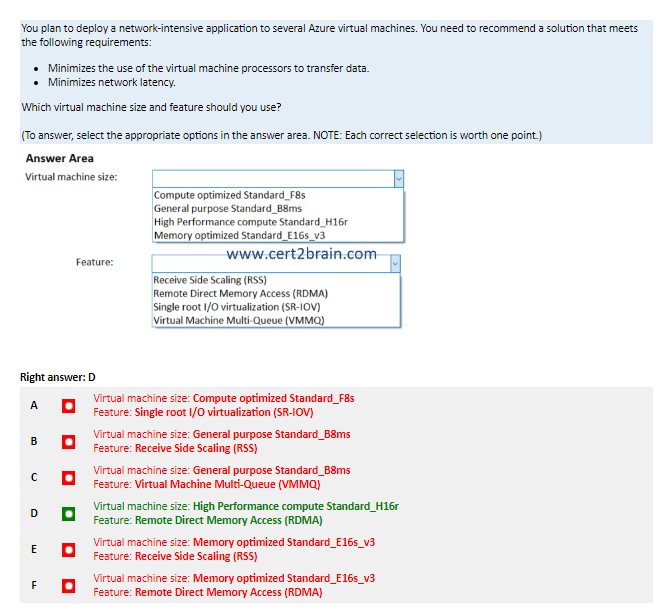 You plan to deploy a network-intensive application to several Azure virtual machines. You need to recommend a solution that meets
the following requirements:
• Minimizes the use of the virtual machine processors to transfer data.
• Minimizes network latency.
Which virtual machine size and feature should you use?
(To answer, select the appropriate options in the answer area. NOTE: Each correct selection is worth one point.)
Answer Area
Virtual machine size:
Compute optimized Standard_F8s
General purpose Standard_B8ms
High Performance compute Standard_H16r
Memory optimized Standard_E16s_v3
www.cert2brain.com
Feature:
Receive Side Scaling (RSS)
Remote Direct Memory Access (RDMA)
Single root I/O virtualization (SR-IOV)
Virtual Machine Multi-Queue (VMMQ)
Right answer: D
A
Virtual machine size: Compute optimized Standard_F8s
Feature: Single root I/O virtualization (SR-IOV)
B
Virtual machine size: General purpose Standard_B8ms
Feature: Receive Side Scaling (RSS)
C
Virtual machine size: General purpose Standard_B8ms
Feature: Virtual Machine Multi-Queue (VMMQ)
D
Virtual machine size: High Performance compute Standard_H16r
Feature: Remote Direct Memory Access (RDMA)
E
Virtual machine size: Memory optimized Standard_E16s_v3
Feature: Receive Side Scaling (RSS)
F
Virtual machine size: Memory optimized Standard_E16s_v3
Feature: Remote Direct Memory Access (RDMA)